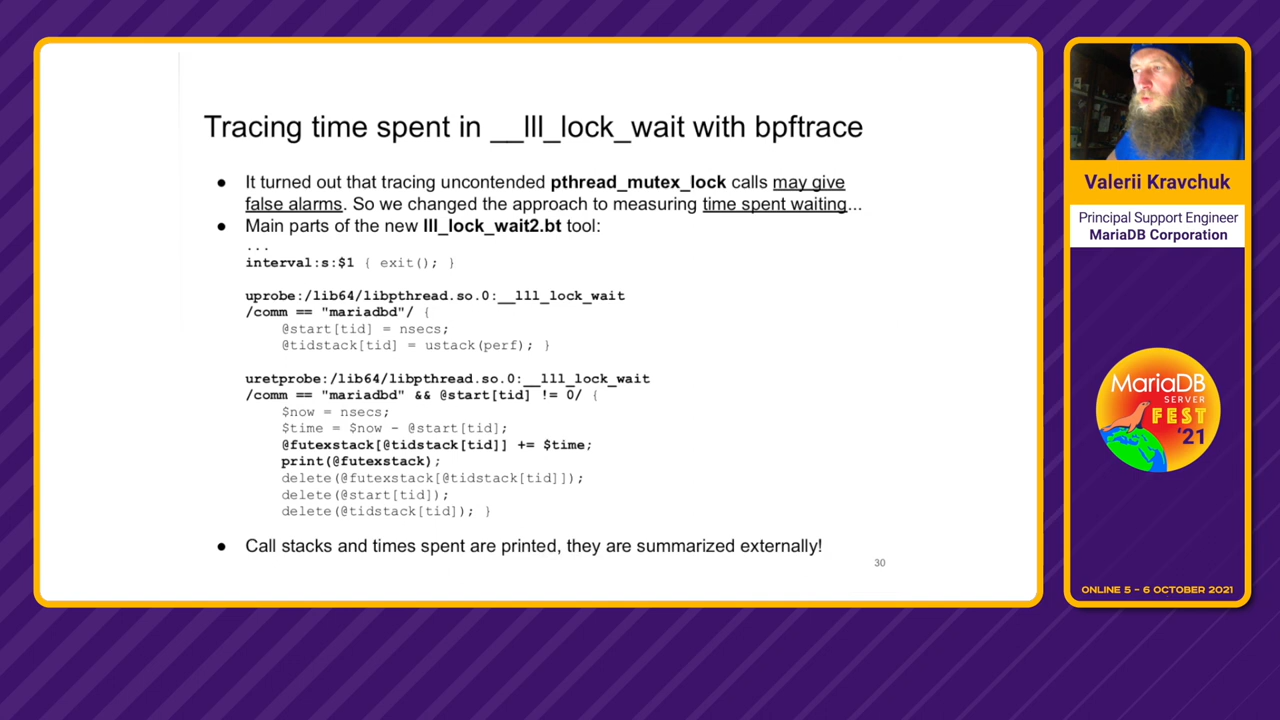 Tracing time spent in __lll_lock_wait with bpftrace
● It turned out that tracing uncontended pthread_mutex_lock calls may give
false alarms. So we changed the approach to measuring time spent waiting...
● Main parts of the new lll_lock_wait2.bt tool:
...
interval:s:$1 { exit(); }
uprobe:/lib64/libpthread.so.0:__lll_lock_wait
/comm == "mariadbd"/ {
@start[tid] = nsecs;
@tidstack[tid] = ustack(perf); }
uretprobe:/lib64/libpthread.so.0:__lll_lock_wait
/comm == "mariadbd" && @start[tid] != 0/ {
$now = nsecs;
$time = $now - @start[tid];
@futexstack[@tidstack[tid]] += $time;
print(@futexstack);
delete(@futexstack[@tidstack[tid]]);
delete(@start[tid]);
delete(@tidstack[tid]); }
● Call stacks and times spent are printed, they are summarized externally!
30
Valerii Kravchuk
Principal Support Engineer
MariaDB Corporation
MariaDB
SERVER
FEST
'21
ONLINE 5 – 6 OCTOBER 2021